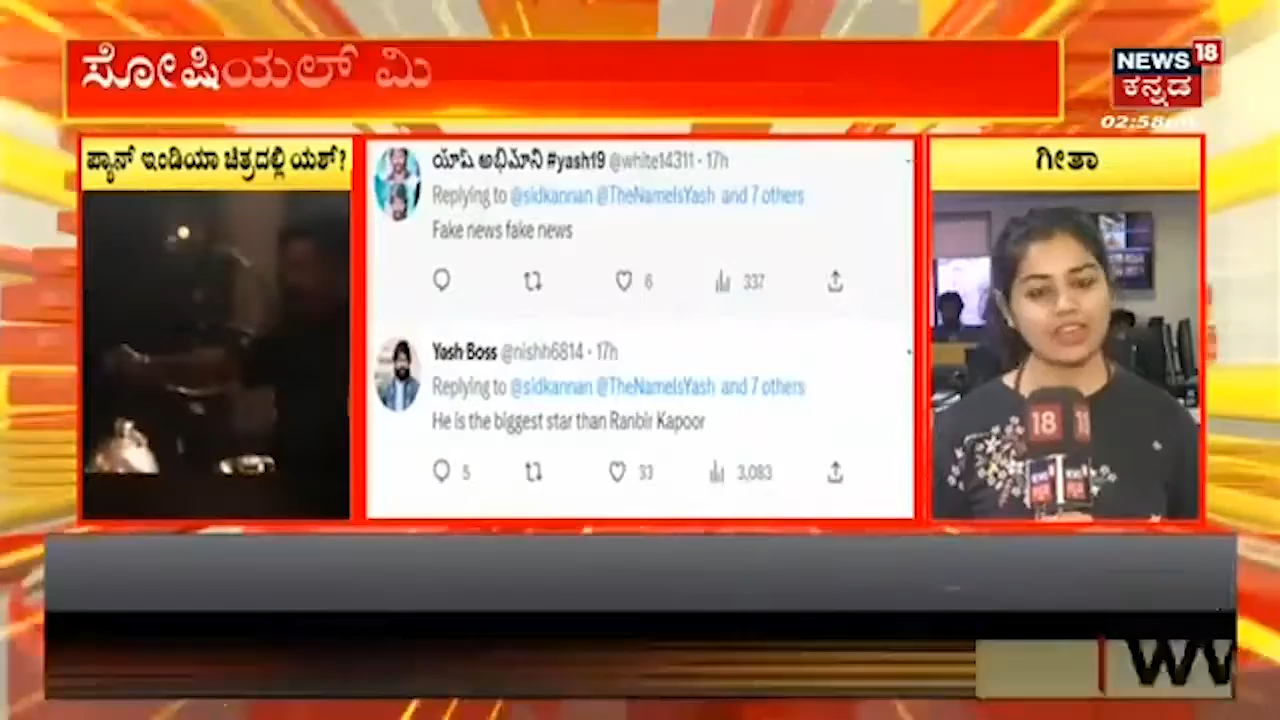 ಸೋಷಿಯಲ್ ಮಿ
NEWS 18
ಕನ್ನಡ
02:58
ಪ್ಯಾನ್ ಇಂಡಿಯಾ ಚಿತ್ರದಲ್ಲಿ ಯಶ್?
ಯಾಷ್ ಅಭಿಮಾನಿ #yash19 @white14311 · 17h
Replying to @sidkannan @TheNameIsYash and 7 others
Fake news fake news
6 337
Yash Boss @nishh6814 · 17h
Replying to @sidkannan @TheNameIsYash and 7 others
He is the biggest star than Ranbir Kapoor
5 33 3,083
ಗೀತಾ
18